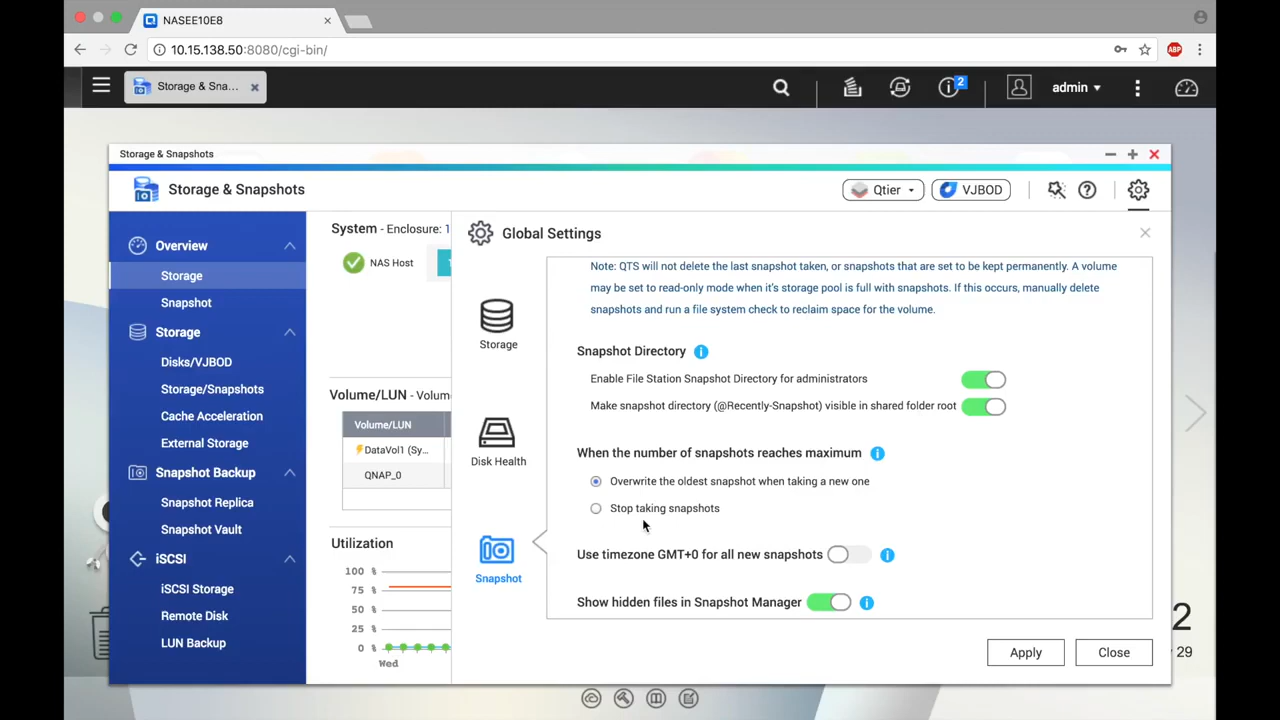 NASEE10E8
10.15.138.50:8080/cgi-bin/
ABP
Storage & Sna...
2
admin
Storage & Snapshots
Storage & Snapshots
Qtier
VJBOD
Overview
Storage
Snapshot
Storage
Disks/VJBOD
Storage/Snapshots
Cache Acceleration
External Storage
Snapshot Backup
Snapshot Replica
Snapshot Vault
iSCSI
iSCSI Storage
Remote Disk
LUN Backup
System - Enclosure: 1
NAS Host
Volume/LUN - Volum
Volume/LUN
DataVol1 (Sy...
QNAP_0
Utilization
100 %
75 %
50 %
25 %
0 %
Wed
Global Settings
Storage
Disk Health
Snapshot
Note: QTS will not delete the last snapshot taken, or snapshots that are set to be kept permanently. A volume
may be set to read-only mode when it's storage pool is full with snapshots. If this occurs, manually delete
snapshots and run a file system check to reclaim space for the volume.
Snapshot Directory
Enable File Station Snapshot Directory for administrators
Make snapshot directory (@Recently-Snapshot) visible in shared folder root
When the number of snapshots reaches maximum
Overwrite the oldest snapshot when taking a new one
Stop taking snapshots
Use timezone GMT+0 for all new snapshots
Show hidden files in Snapshot Manager
Apply
Close
2
29